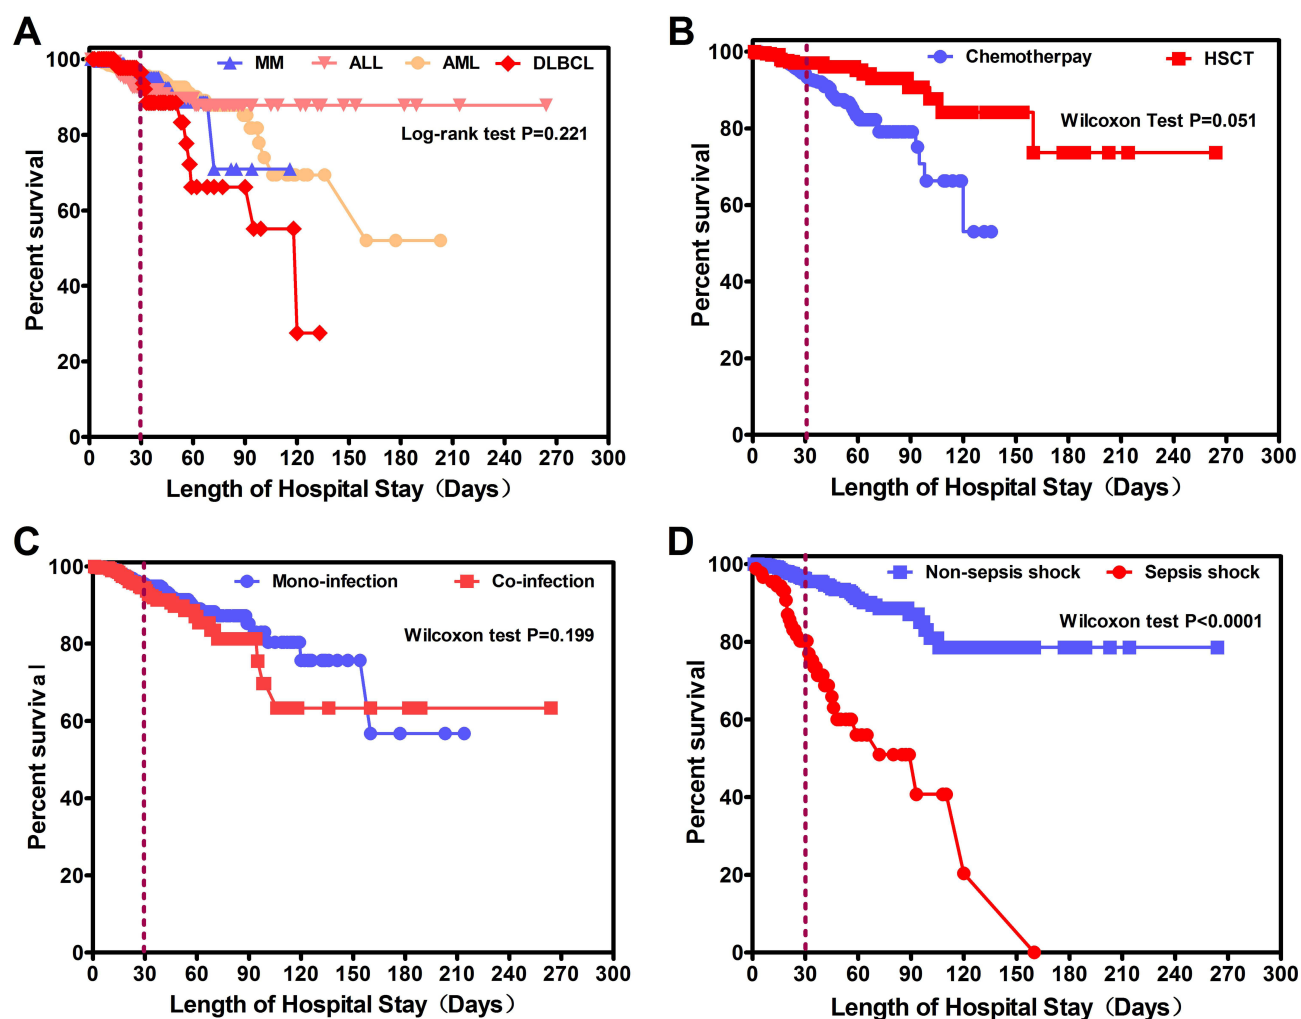 A
MM ALL AML DLBCL
Log-rank test P=0.221
100
80
60
40
20
0
Percent survival
0 30 60 90 120 150 180 210 240 270 300
Length of Hospital Stay（Days）
B
Chemotherpay HSCT
Wilcoxon Test P=0.051
100
80
60
40
20
0
Percent survival
0 30 60 90 120 150 180 210 240 270 300
Length of Hospital Stay（Days）
C
Mono-infection Co-infection
Wilcoxon test P=0.199
100
80
60
40
20
0
Percent survival
0 30 60 90 120 150 180 210 240 270 300
Length of Hospital Stay（Days）
D
Non-sepsis shock Sepsis shock
Wilcoxon test P<0.0001
100
80
60
40
20
0
Percent survival
0 30 60 90 120 150 180 210 240 270 300
Length of Hospital Stay（Days）